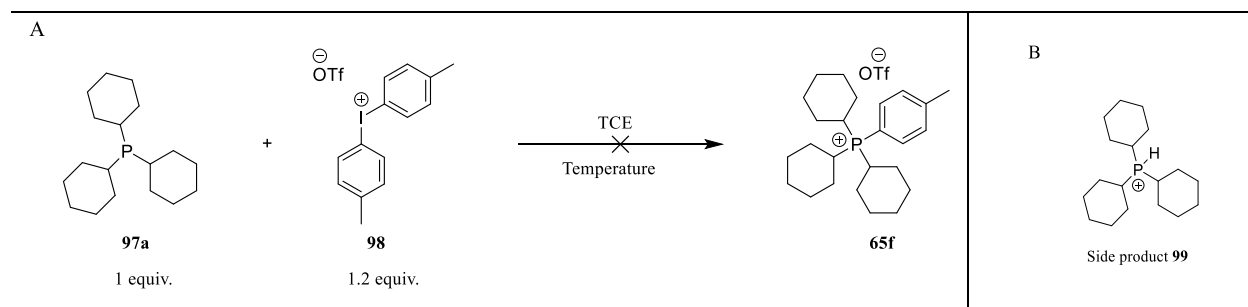 A
B
⊖
OTf
⊕
I
P
+
TCE
Temperature
⊖
OTf
⊕
P
H
P
⊕
97a
98
65f
Side product 99
1 equiv.
1.2 equiv.